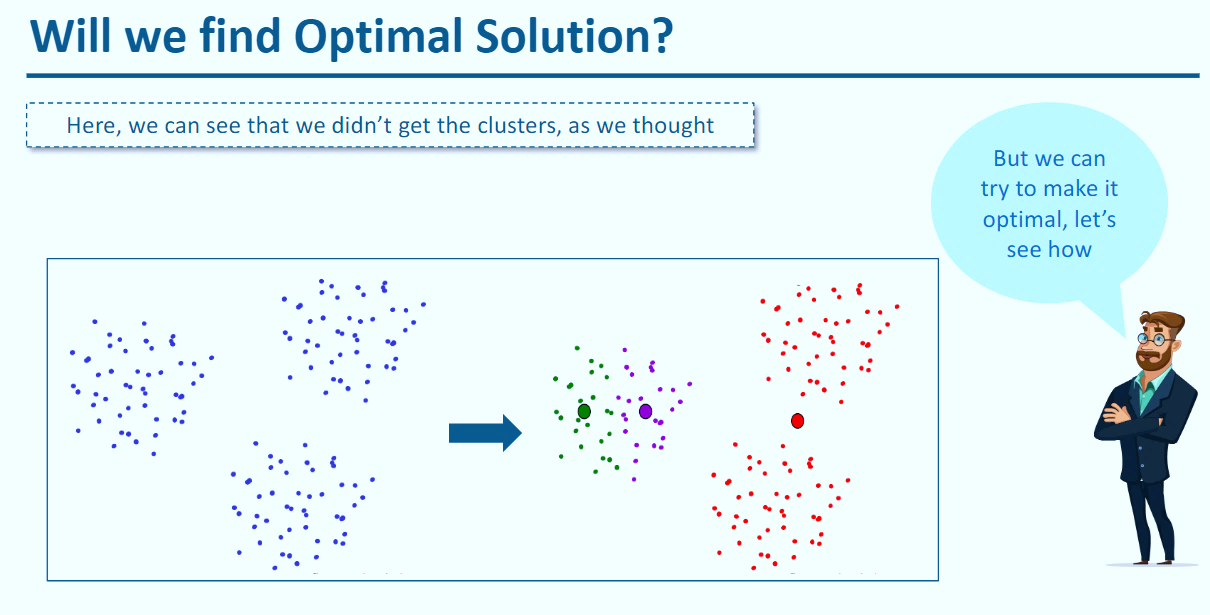 Will we find Optimal Solution?
Here, we can see that we didn’t get the clusters, as we thought
But we can
try to make it
optimal, let’s
see how